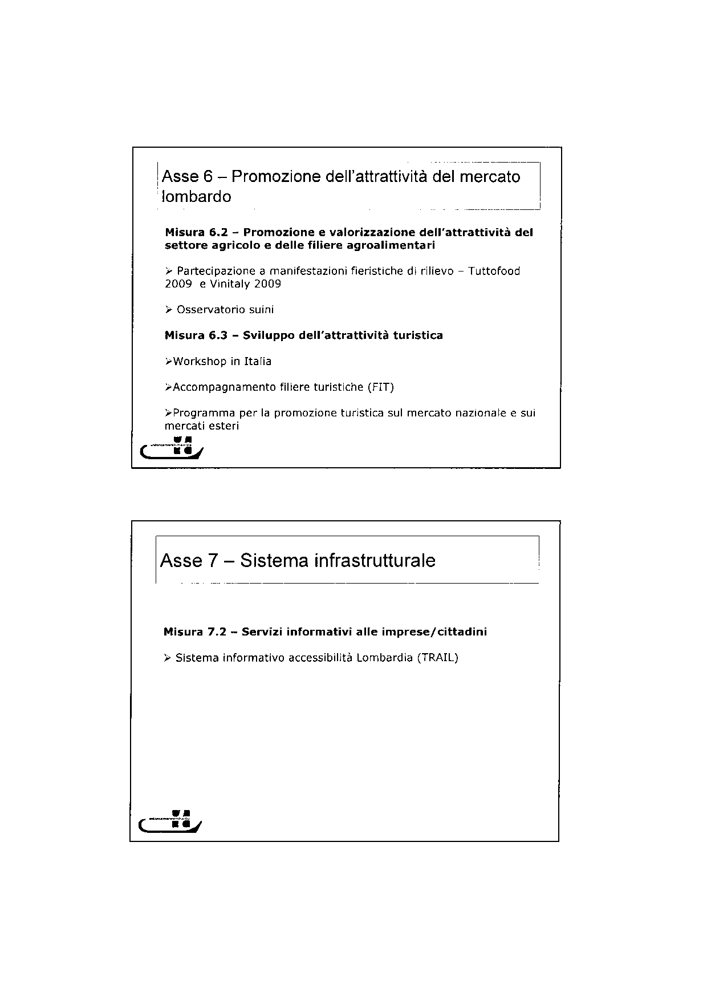 Asse 6 – Promozione dell'attrattività del mercato
lombardo
Misura 6.2 – Promozione e valorizzazione dell'attrattività del
settore agricolo e delle filiere agroalimentari
➢ Partecipazione a manifestazioni fieristiche di rilievo – Tuttofood
2009 e Vinitaly 2009
➢ Osservatorio suini
Misura 6.3 – Sviluppo dell'attrattività turistica
➢Workshop in Italia
➢Accompagnamento filiere turistiche (FIT)
➢Programma per la promozione turistica sul mercato nazionale e sui
mercati esteri
Asse 7 – Sistema infrastrutturale
Misura 7.2 – Servizi informativi alle imprese/cittadini
➢ Sistema informativo accessibilità Lombardia (TRAIL)